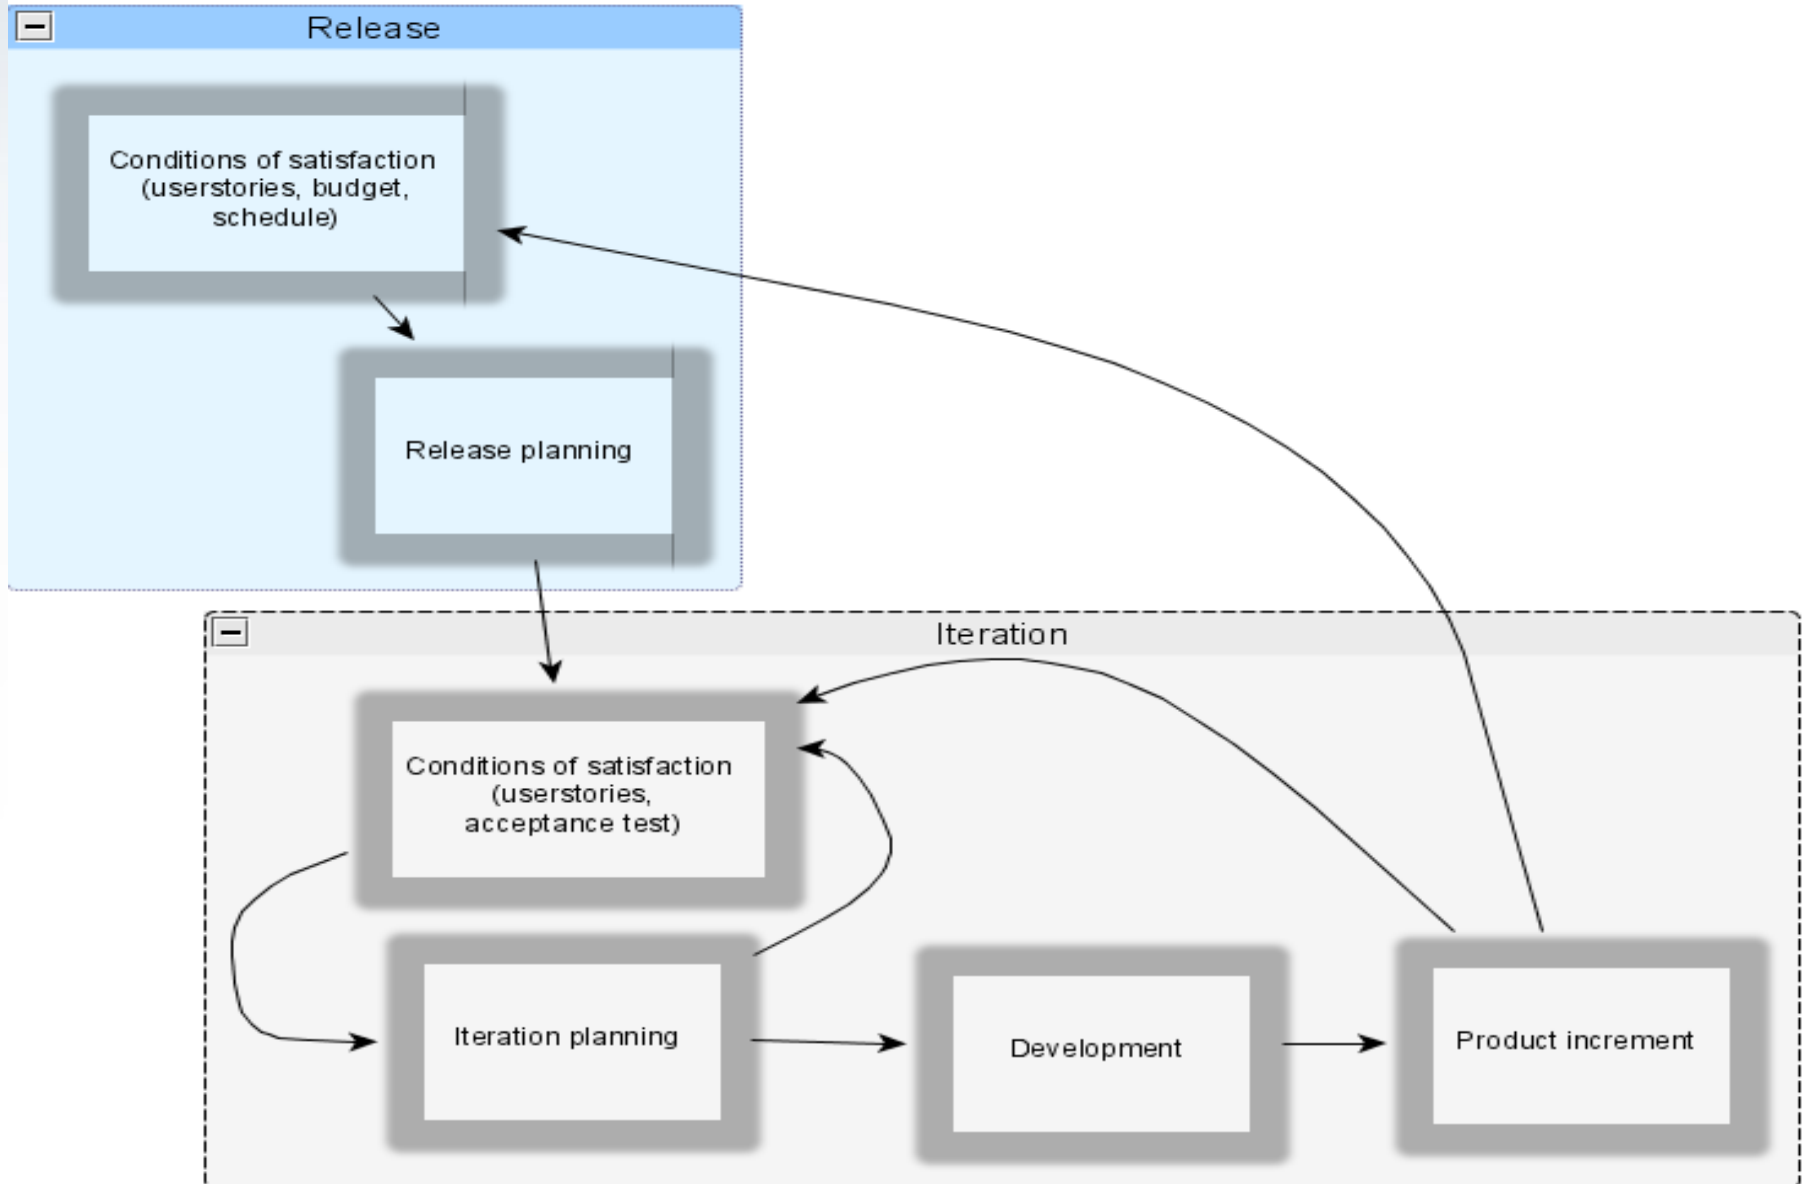 Release
Conditions of satisfaction
(userstories, budget,
schedule)
Release planning
Iteration
Conditions of satisfaction
(userstories,
acceptance test)
Iteration planning
Development
Product increment